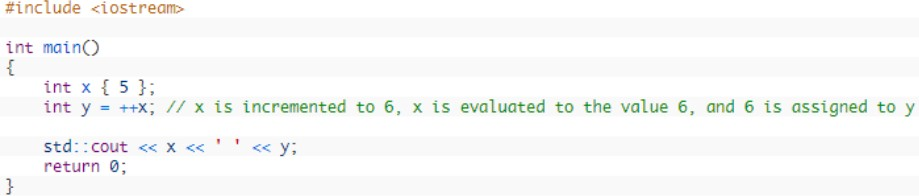 #include <iostream>
int main()
{
    int x { 5 };
    int y = ++x; // x is incremented to 6, x is evaluated to the value 6, and 6 is assigned to y
    std::cout << x << ' ' << y;
    return 0;
}